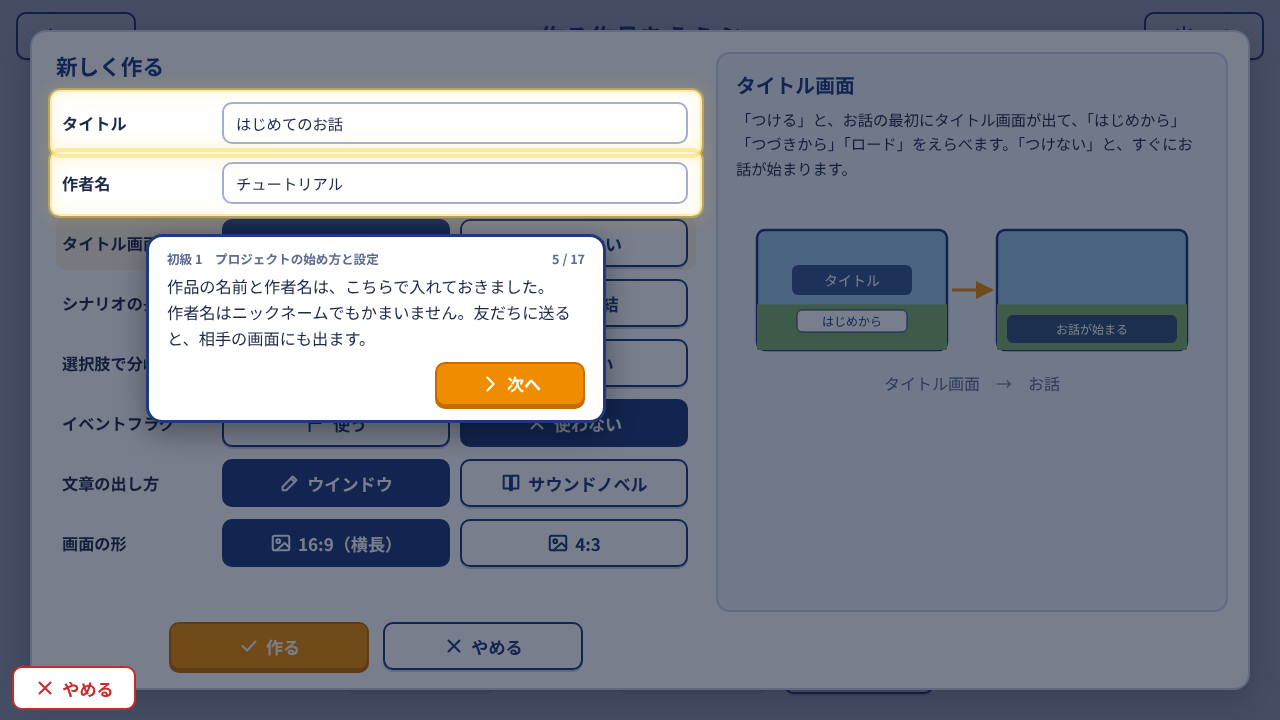 新しく作る
タイトル
はじめてのお話
作者名
チュートリアル
初級 1 プロジェクトの始め方と設定
5 / 17
作品の名前と作者名は、こちらで入れておきました。
作者名はニックネームでもかまいません。友だちに送る
と、相手の画面にも出ます。
次へ
タイトル画
シナリオの
選択肢で分
イベントフラグ
使う
使わない
文章の出し方
ウインドウ
サウンドノベル
画面の形
16:9（横長）
4:3
作る
やめる
やめる
タイトル画面
「つける」と、お話の最初にタイトル画面が出て、「はじめから」
「つづきから」「ロード」をえらべます。「つけない」と、すぐにお
話が始まります。
タイトル
はじめから
お話が始まる
タイトル画面 → お話